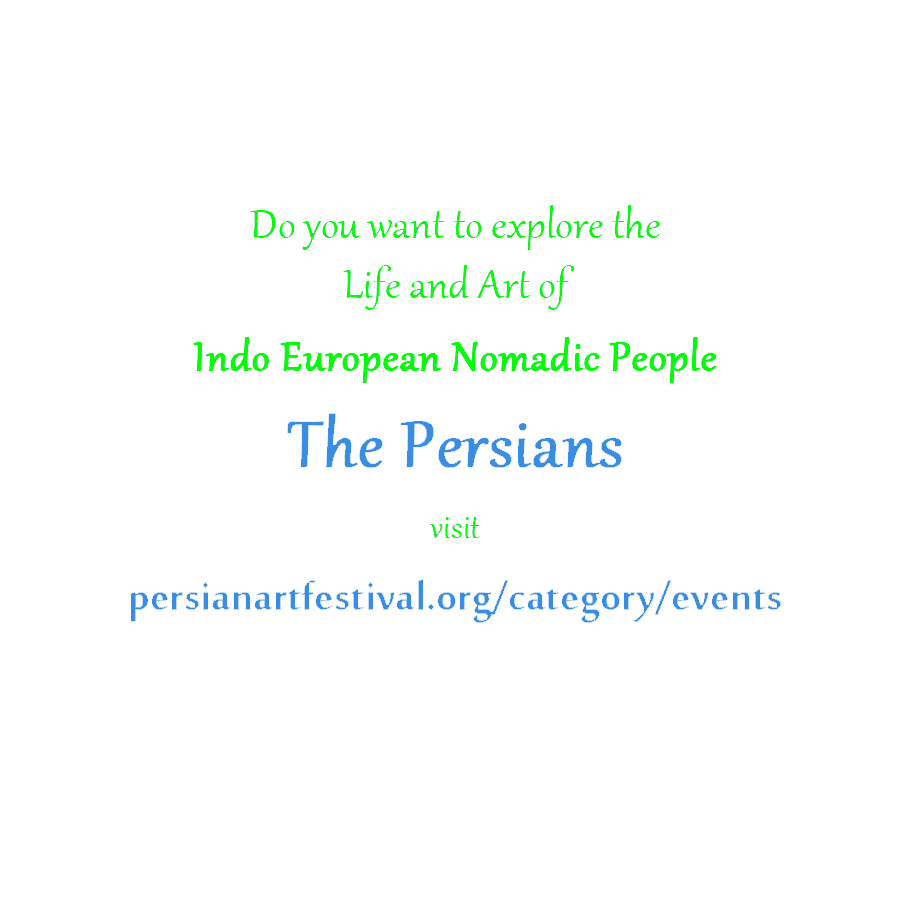 Do you want to explore the
Life and Art of
Indo European Nomadic People
The Persians
visit
persianartfestival.org/category/events